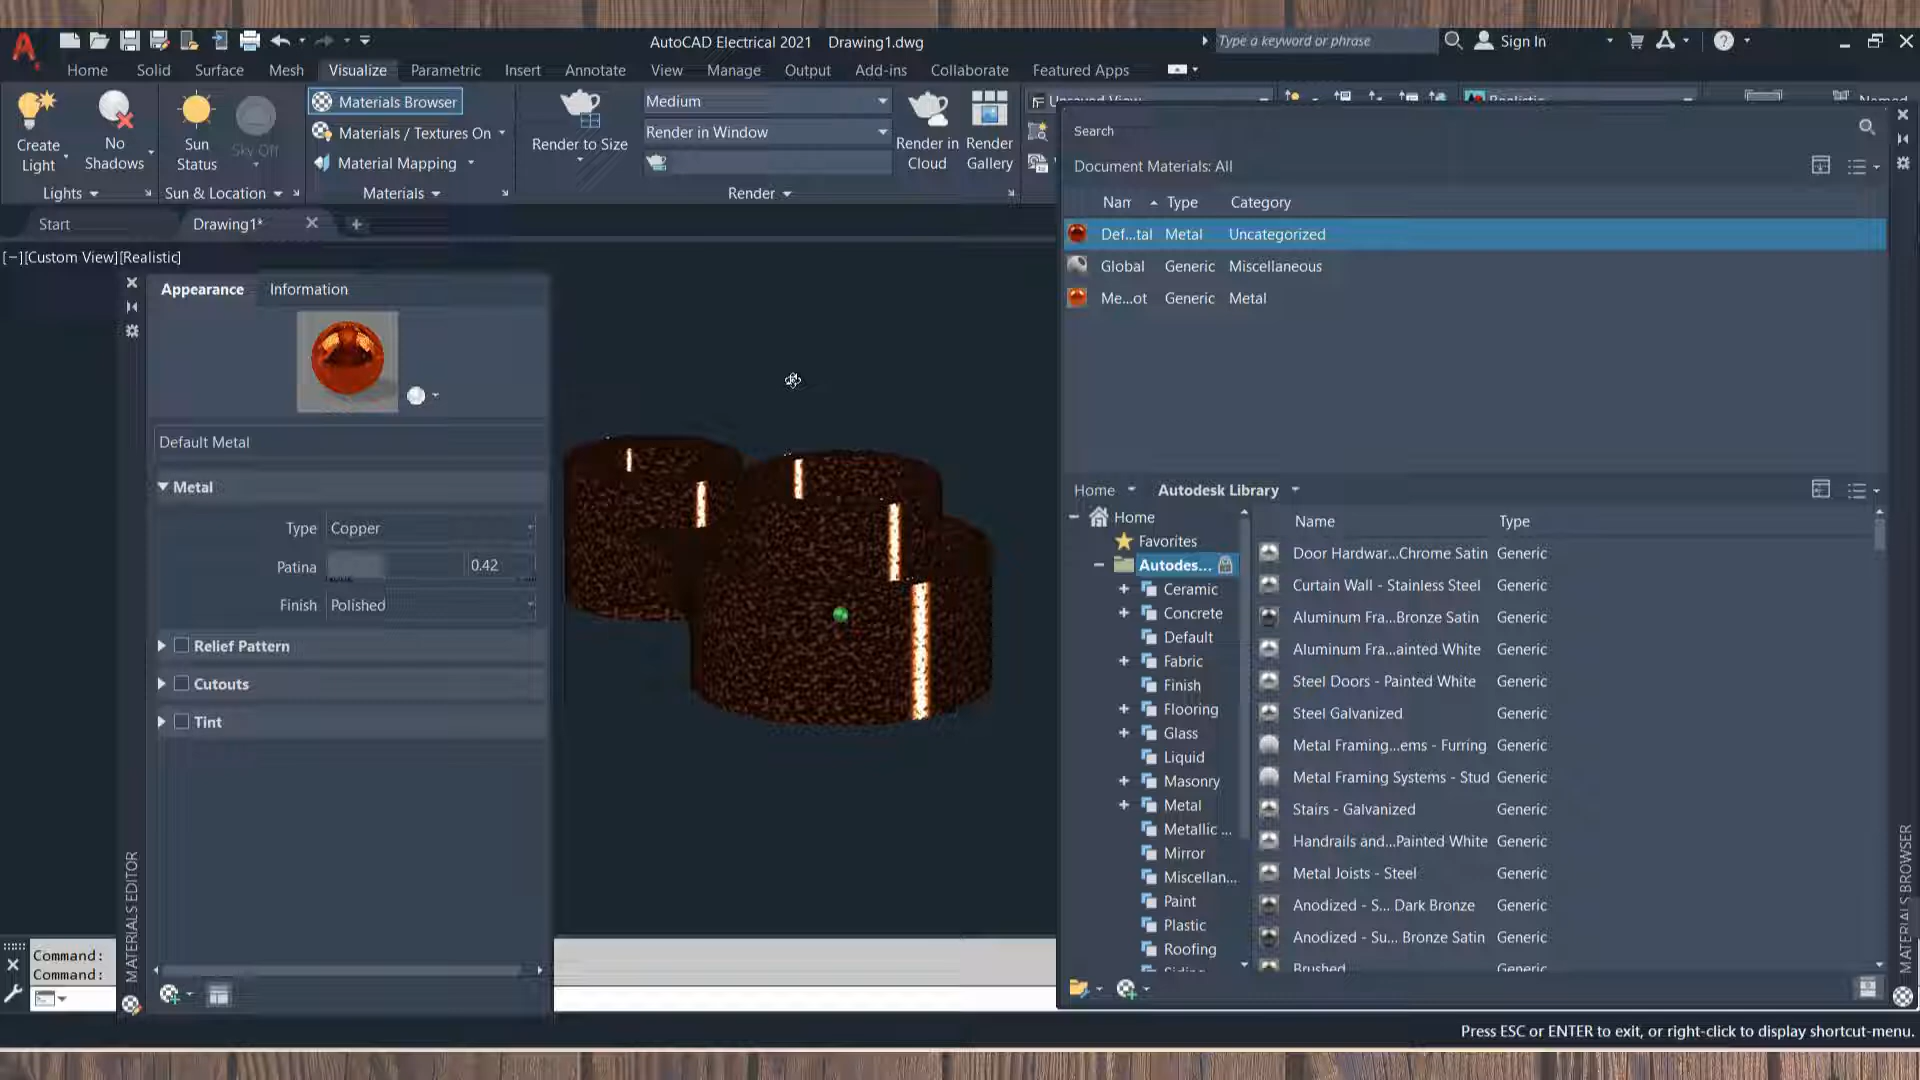 AutoCAD Electrical 2021 Drawing1.dwg
Type a keyword or phrase
Sign In
Home Solid Surface Mesh Visualize Parametric Insert Annotate View Manage Output Add-ins Collaborate Featured Apps
Create Light
No Shadows
Sun Status
Sky Off
Materials Browser
Materials / Textures On
Material Mapping
Render to Size
Medium
Render in Window
Render in Cloud
Render Gallery
Lights
Sun & Location
Materials
Render
Start
Drawing1*
[−][Custom View][Realistic]
Appearance Information
Default Metal
Metal
Type Copper
Patina 0.42
Finish Polished
Relief Pattern
Cutouts
Tint
MATERIALS EDITOR
Command:
Command:
Search
Document Materials: All
Type Category
Def...tal Metal Uncategorized
Global Generic Miscellaneous
Me...ot Generic Metal
Home Autodesk Library
Home
Favorites
Autodes...
Ceramic
Concrete
Default
Fabric
Finish
Flooring
Glass
Liquid
Masonry
Metal
Metallic ...
Mirror
Miscellan...
Paint
Plastic
Roofing
Name Type
Door Hardwar...Chrome Satin Generic
Curtain Wall - Stainless Steel Generic
Aluminum Fra...Bronze Satin Generic
Aluminum Fra...ainted White Generic
Steel Doors - Painted White Generic
Steel Galvanized Generic
Metal Framing...ems - Furring Generic
Metal Framing Systems - Stud Generic
Stairs - Galvanized Generic
Handrails and...Painted White Generic
Metal Joists - Steel Generic
Anodized - S... Dark Bronze Generic
Anodized - Su... Bronze Satin Generic
Brushed Generic
MATERIALS BROWSER
Press ESC or ENTER to exit, or right-click to display shortcut-menu.